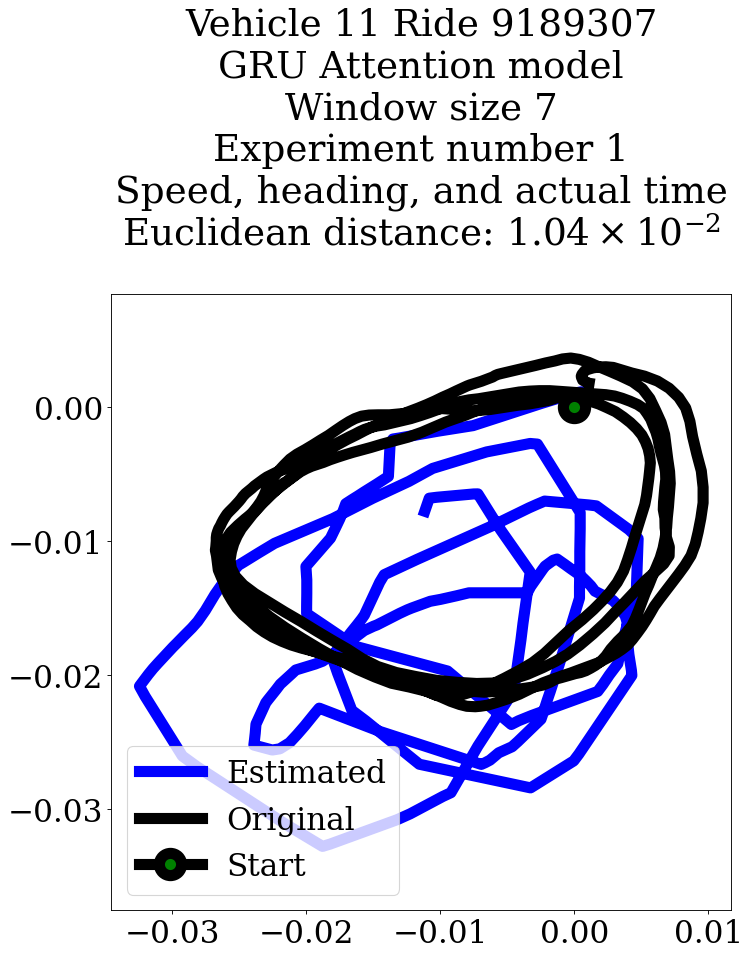 Vehicle 11 Ride 9189307
GRU Attention model
Window size 7
Experiment number 1
Speed, heading, and actual time
Euclidean distance: 1.04 × 10⁻²
0.00
−0.01
−0.02
−0.03
Estimated
Original
Start
−0.03 −0.02 −0.01 0.00 0.01